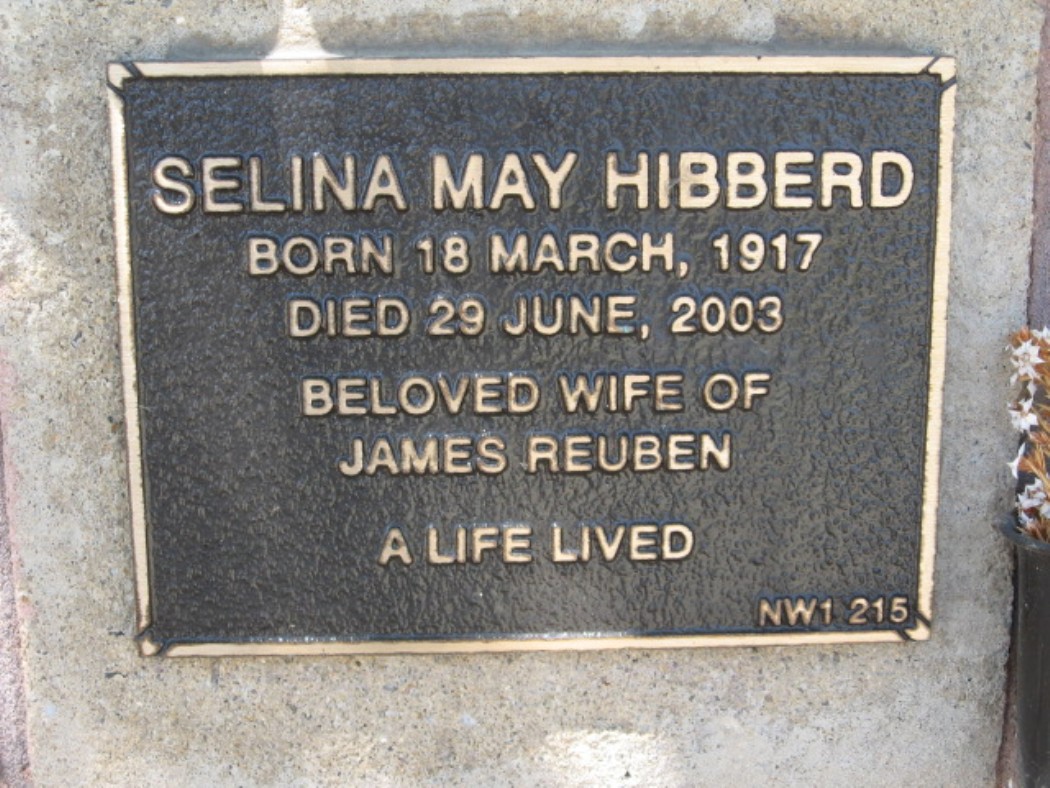 SELINA MAY HIBBERD
BORN 18 MARCH, 1917
DIED 29 JUNE, 2003
BELOVED WIFE OF
JAMES REUBEN
A LIFE LIVED
NW1 215